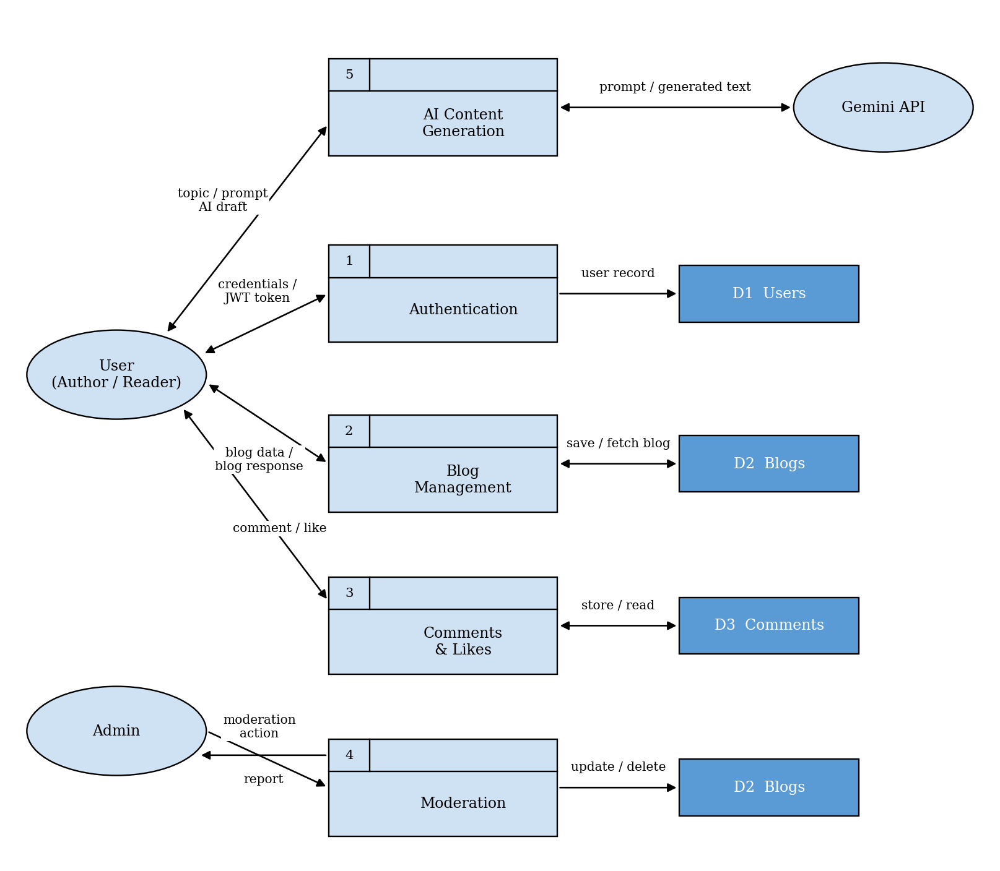 5
AI Content
Generation
prompt / generated text
Gemini API
topic / prompt
AI draft
1
Authentication
user record
D1  Users
credentials /
JWT token
User
(Author / Reader)
2
Blog
Management
save / fetch blog
D2  Blogs
blog data /
blog response
comment / like
3
Comments
& Likes
store / read
D3  Comments
Admin
moderation
action
report
4
Moderation
update / delete
D2  Blogs